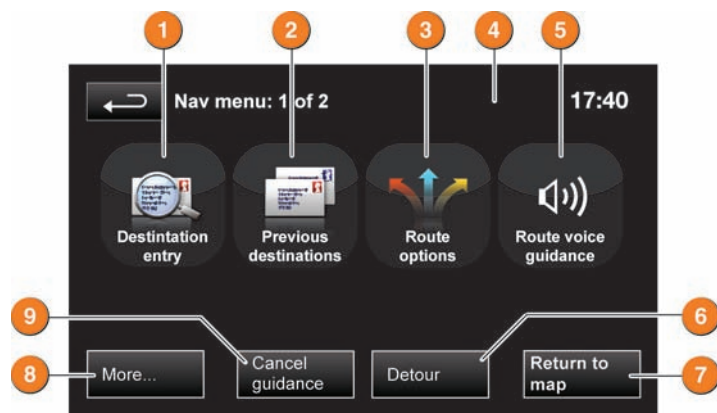 1
2
3
4
5
Nav menu: 1 of 2
17:40
Destintation
entry
Previous
destinations
Route
options
Route voice
guidance
9
6
8
More...
Cancel
guidance
Detour
Return to
map
7